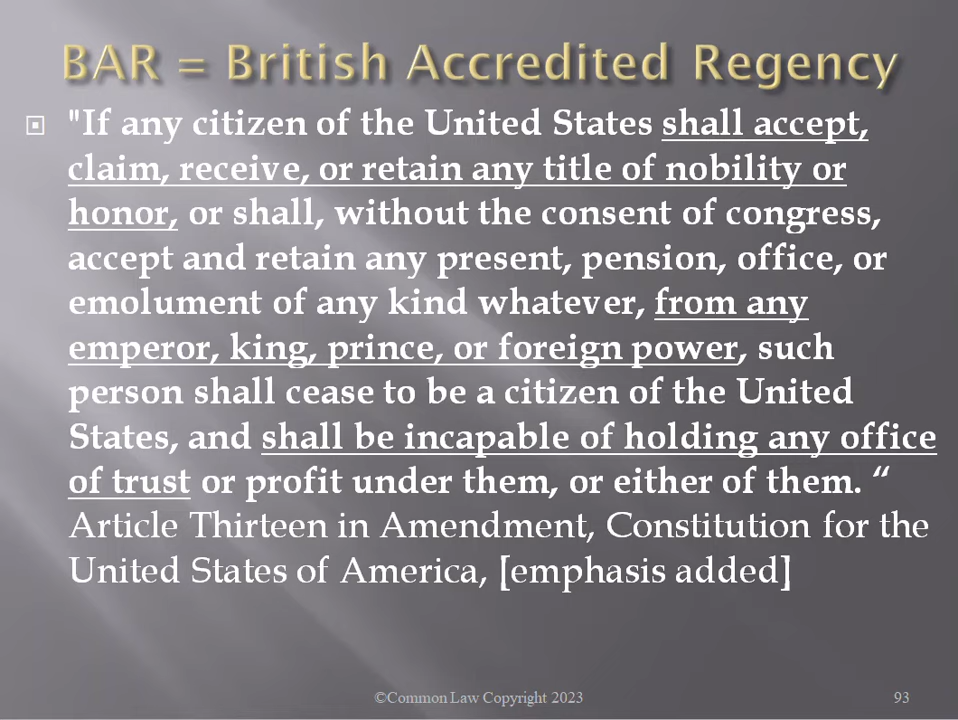 BAR = British Accredited Regency
"If any citizen of the United States shall accept,
claim, receive, or retain any title of nobility or
honor, or shall, without the consent of congress,
accept and retain any present, pension, office, or
emolument of any kind whatever, from any
emperor, king, prince, or foreign power, such
person shall cease to be a citizen of the United
States, and shall be incapable of holding any office
of trust or profit under them, or either of them. “
Article Thirteen in Amendment, Constitution for the
United States of America, [emphasis added]
©Common Law Copyright 2023
93